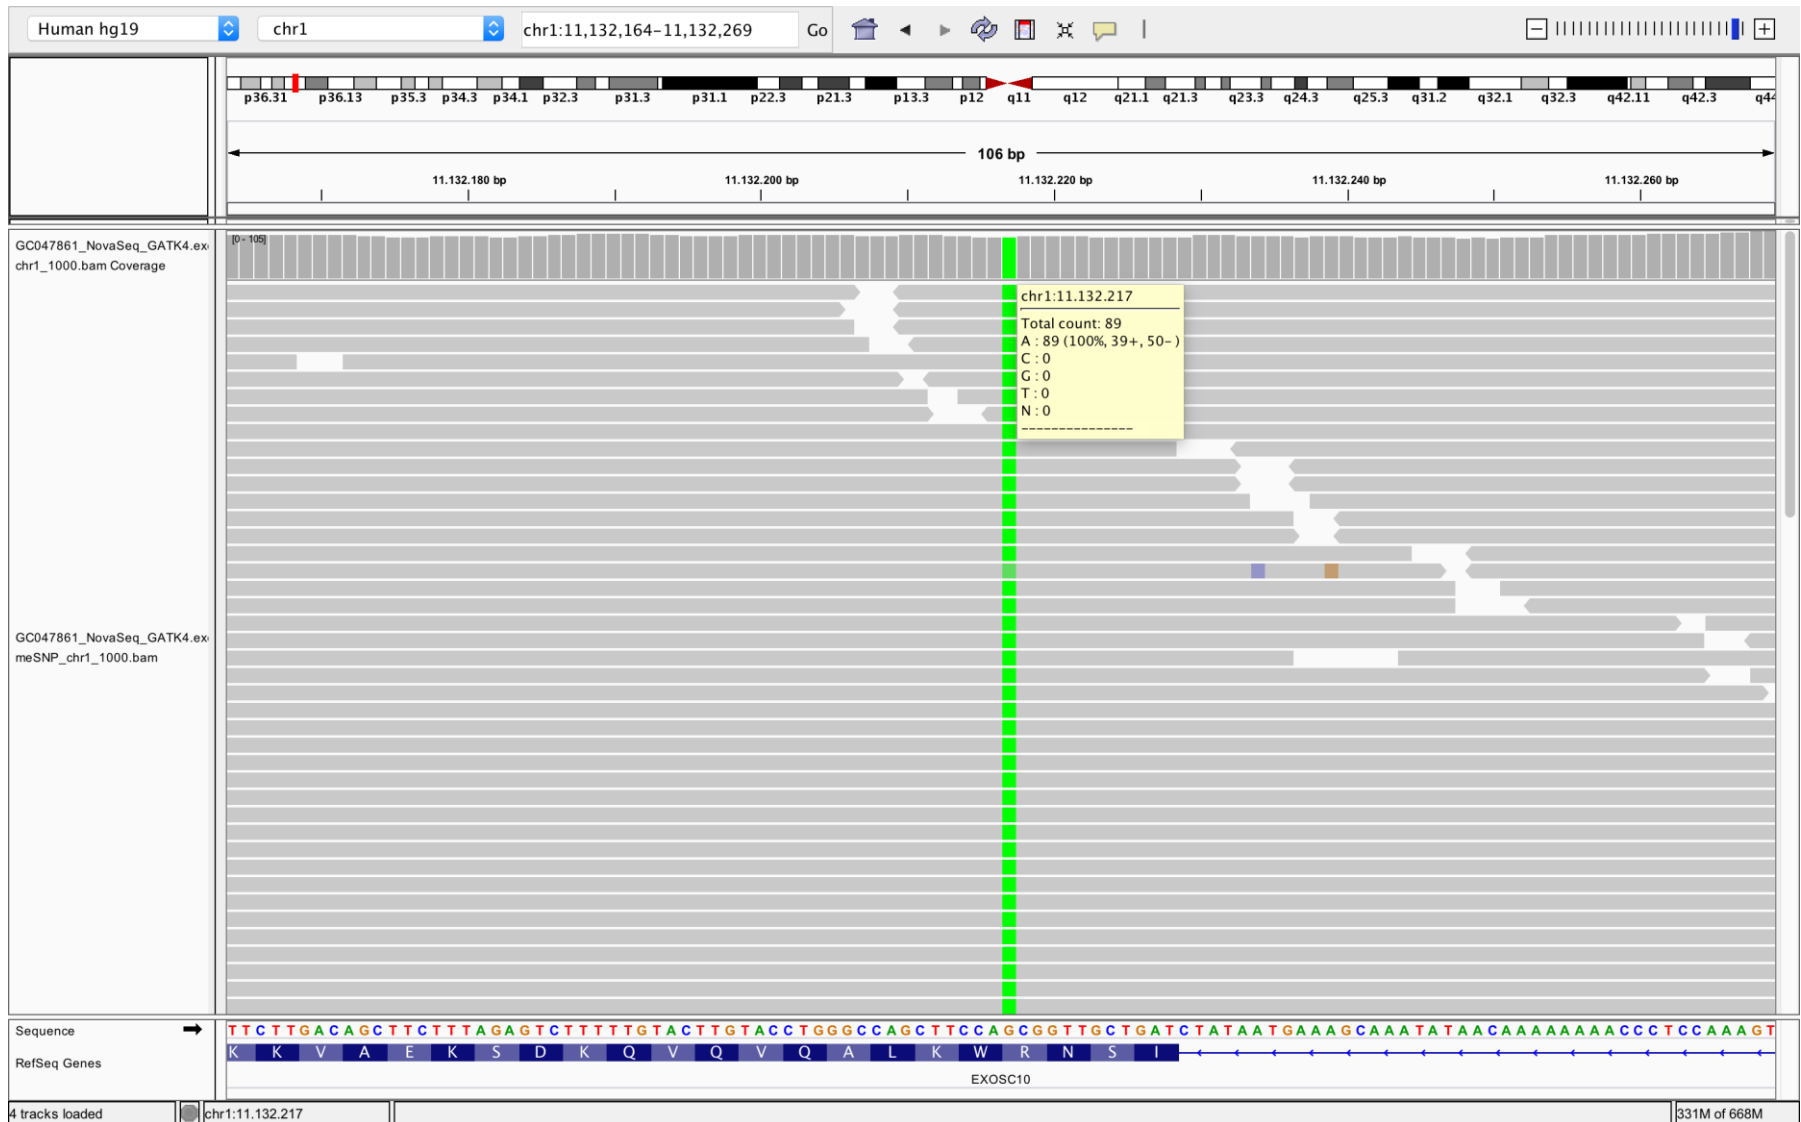 Human hg19 chr1 chr1:11,132,164-11,132,269 Go
p36.31 p36.13 p35.3 p34.3 p34.1 p32.3 p31.3 p31.1 p22.3 p21.3 p13.3 p12 q11 q12 q21.1 q21.3 q23.3 q24.3 q25.3 q31.2 q32.1 q32.3 q42.11 q42.3 q44
106 bp
11.132.180 bp 11.132.200 bp 11.132.220 bp 11.132.240 bp 11.132.260 bp
GC047861_NovaSeq_GATK4.ex
chr1_1000.bam Coverage
[0 - 105]
chr1:11.132.217
Total count: 89
A : 89 (100%, 39+, 50- )
C : 0
G : 0
T : 0
N : 0
---------------
GC047861_NovaSeq_GATK4.ex
meSNP_chr1_1000.bam
Sequence
TTCTTGACAGCTTCTTTAGAGTCTTTTTGTACTTGTACCTGGGCCAGCTTCCAGCGGTTGCTGATCTATAATGAAAGCAAATATAACAAAAAAAACCCTCCAAAGT
RefSeq Genes
K K V A E K S D K Q V Q V Q A L K W R N S I
EXOSC10
4 tracks loaded chr1:11.132.217 331M of 668M